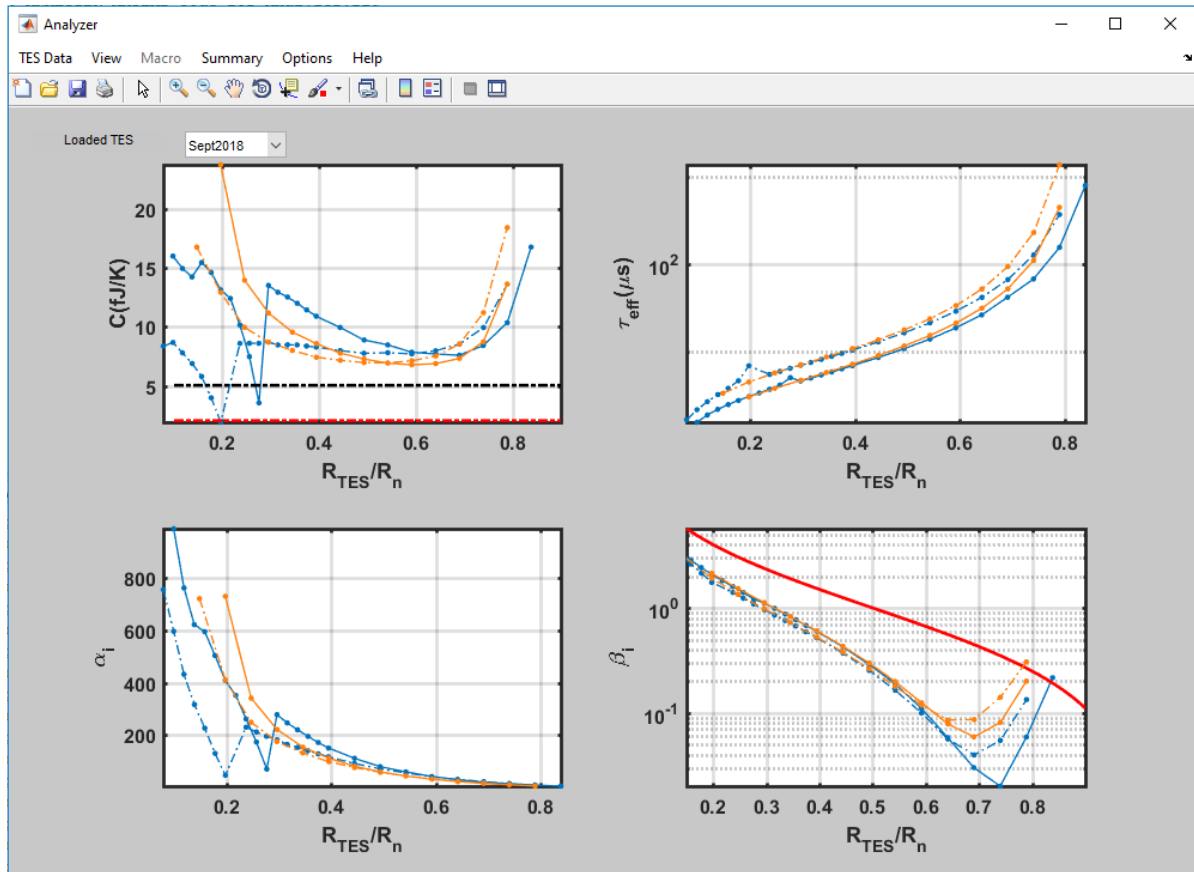 Analyzer
TES Data View Macro Summary Options Help
Loaded TES
Sept2018
C(fJ/K)
20
15
10
5
0.2 0.4 0.6 0.8
R_TES/R_n
τ_eff(μs)
10^2
0.2 0.4 0.6 0.8
R_TES/R_n
α_i
800
600
400
200
0.2 0.4 0.6 0.8
R_TES/R_n
β_i
10^0
10^-1
0.2 0.3 0.4 0.5 0.6 0.7 0.8
R_TES/R_n